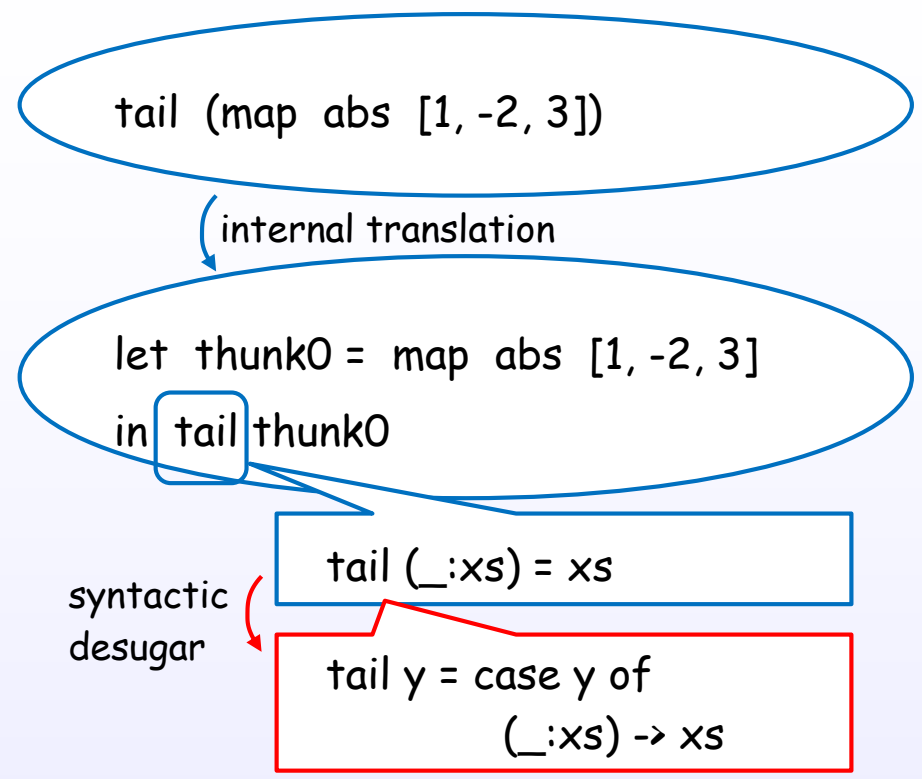 tail (map abs [1, -2, 3])
internal translation
let thunk0 = map abs [1, -2, 3]
in tail thunk0
tail (_:xs) = xs
syntactic
desugar
tail y = case y of
(_:xs) -> xs